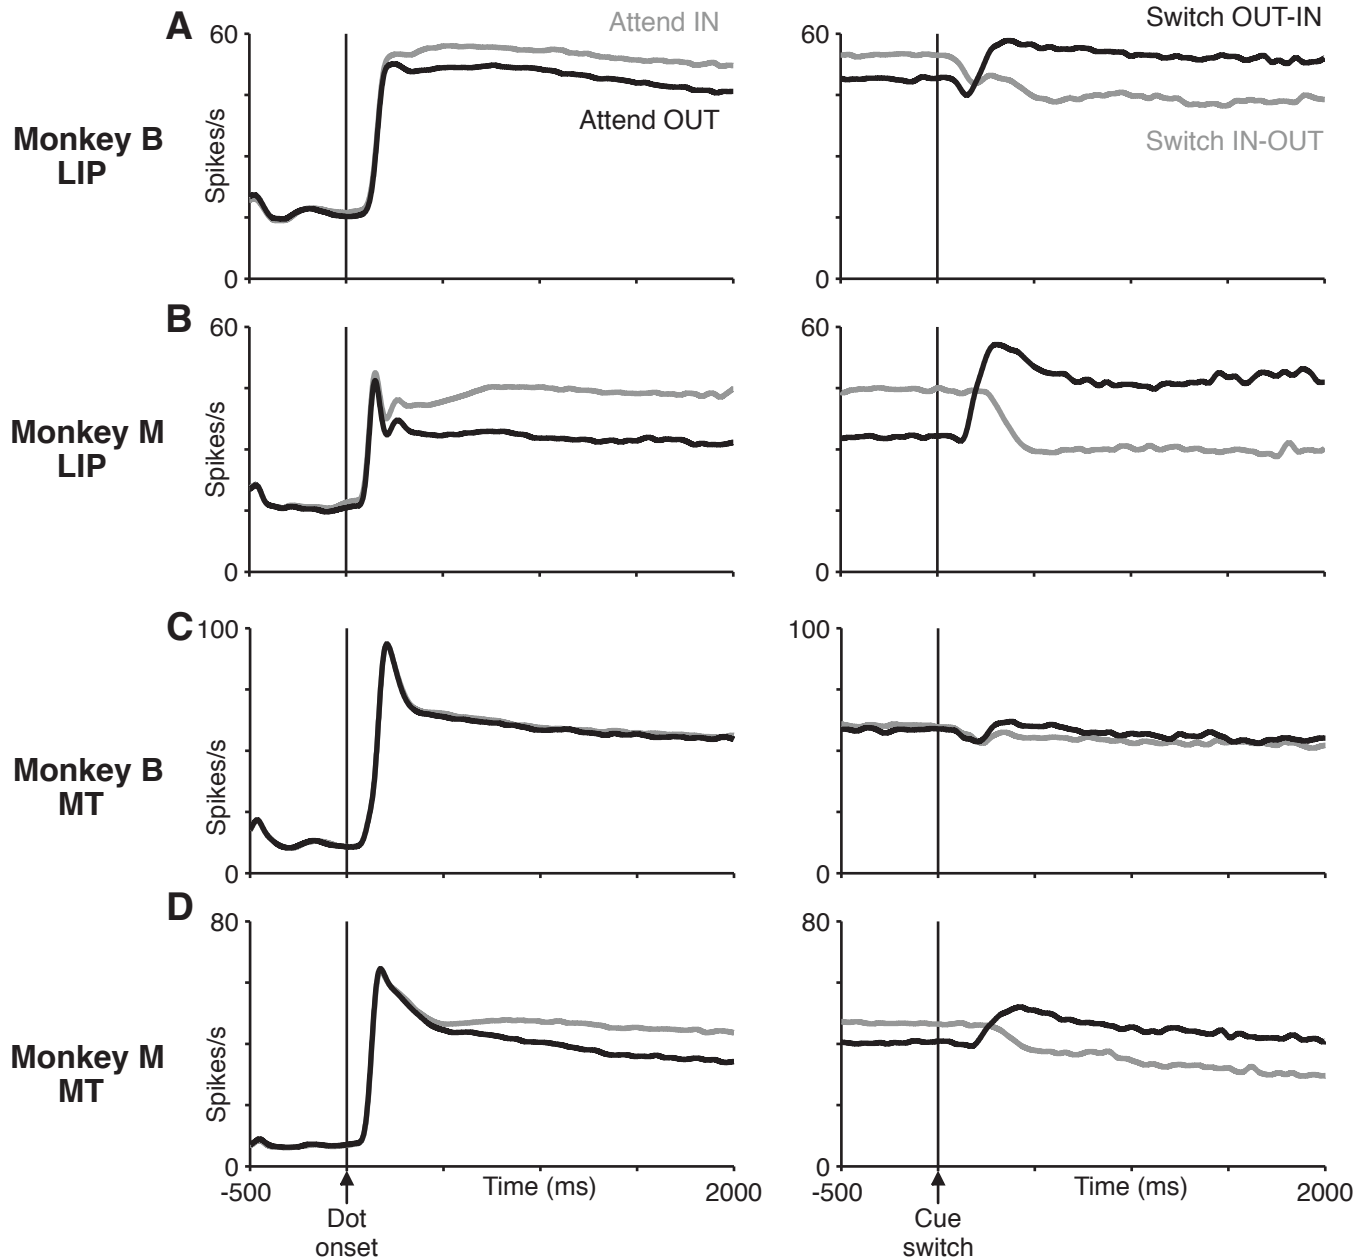 A
60
Attend IN
Attend OUT
Monkey B
LIP
Spikes/s
0
60
Switch OUT-IN
Switch IN-OUT
0
B
60
Monkey M
LIP
Spikes/s
0
60
0
C
100
Monkey B
MT
Spikes/s
0
100
0
D
80
Monkey M
MT
Spikes/s
0
-500
Time (ms)
2000
Dot
onset
80
0
-500
Time (ms)
2000
Cue
switch